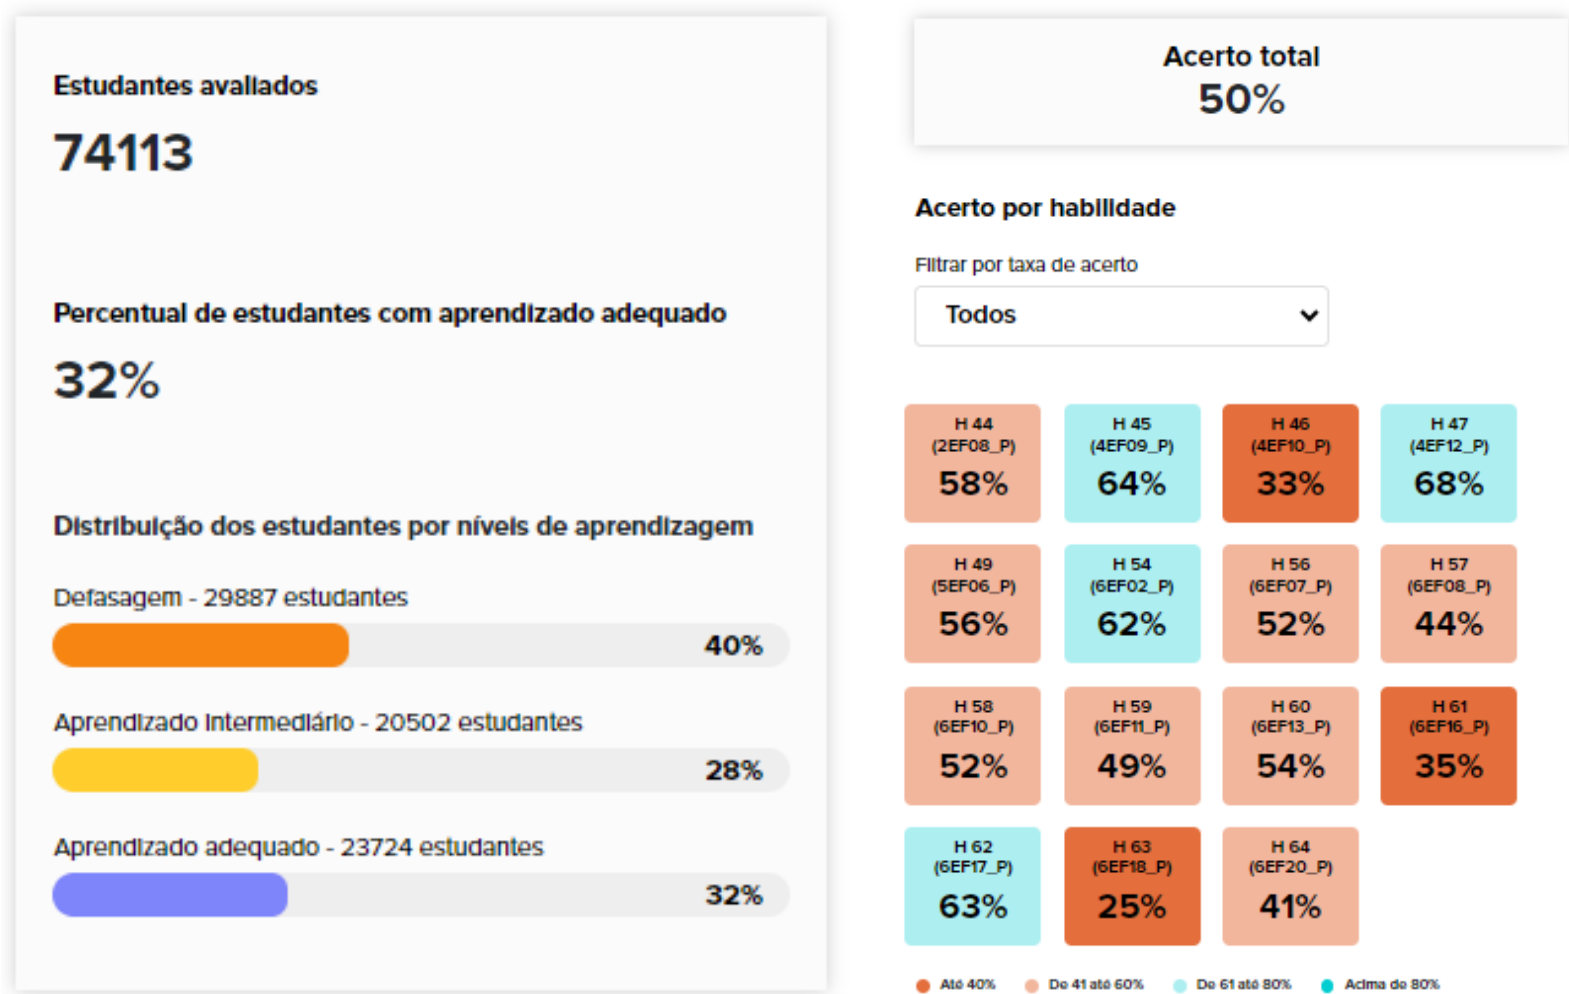 Estudantes avaliados
74113
Percentual de estudantes com aprendizado adequado
32%
Distribuição dos estudantes por níveis de aprendizagem
Defasagem - 29887 estudantes
40%
Aprendizado Intermediário - 20502 estudantes
28%
Aprendizado adequado - 23724 estudantes
32%
Acerto total
50%
Acerto por habilidade
Filtrar por taxa de acerto
Todos
H 44
(2EF08_P)
58%
H 45
(4EF09_P)
64%
H 46
(4EF10_P)
33%
H 47
(4EF12_P)
68%
H 49
(5EF06_P)
56%
H 54
(6EF02_P)
62%
H 56
(6EF07_P)
52%
H 57
(6EF08_P)
44%
H 58
(6EF10_P)
52%
H 59
(6EF11_P)
49%
H 60
(6EF13_P)
54%
H 61
(6EF16_P)
35%
H 62
(6EF17_P)
63%
H 63
(6EF18_P)
25%
H 64
(6EF20_P)
41%
Até 40% De 41 até 60% De 61 até 80% Acima de 80%